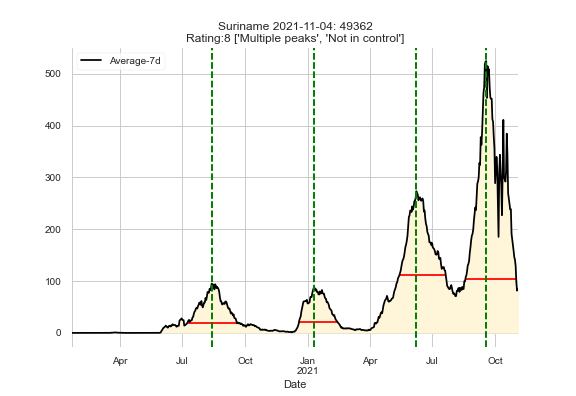 Suriname 2021-11-04: 49362
Rating:8 ['Multiple peaks', 'Not in control']
Average-7d
500
400
300
200
100
0
Apr Jul Oct Jan Apr Jul Oct
2021
Date